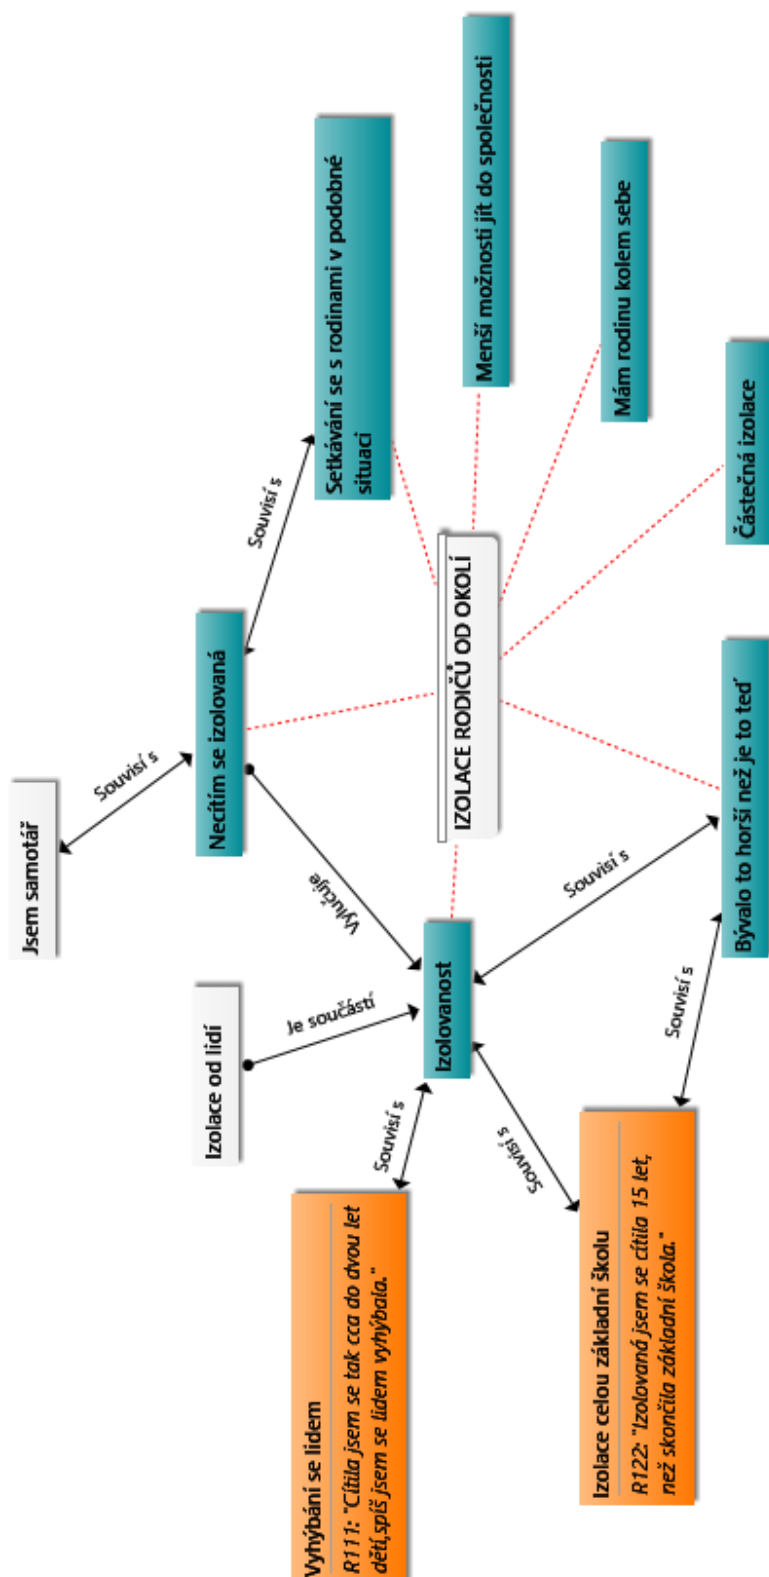 Jsem samotář
Souvisí s
Izolace od lidí
Necítím se izolovaná
Souvisí s
Je součástí
Vylučuje
Setkávání se s rodinami v podobné
situaci
Vyhýbání se lidem
R111: "Cítila jsem se tak cca do dvou let
dětí,spíš jsem se lidem vyhýbala."
Souvisí s
Izolovanost
IZOLACE RODIČŮ OD OKOLÍ
Menší možnosti jít do společnosti
Souvisí s
Souvisí s
Mám rodinu kolem sebe
Izolace celou základní školu
R122: "Izolovaná jsem se cítila 15 let,
než skončila základní škola."
Souvisí s
Bývalo to horší než je to teď
Částečná izolace